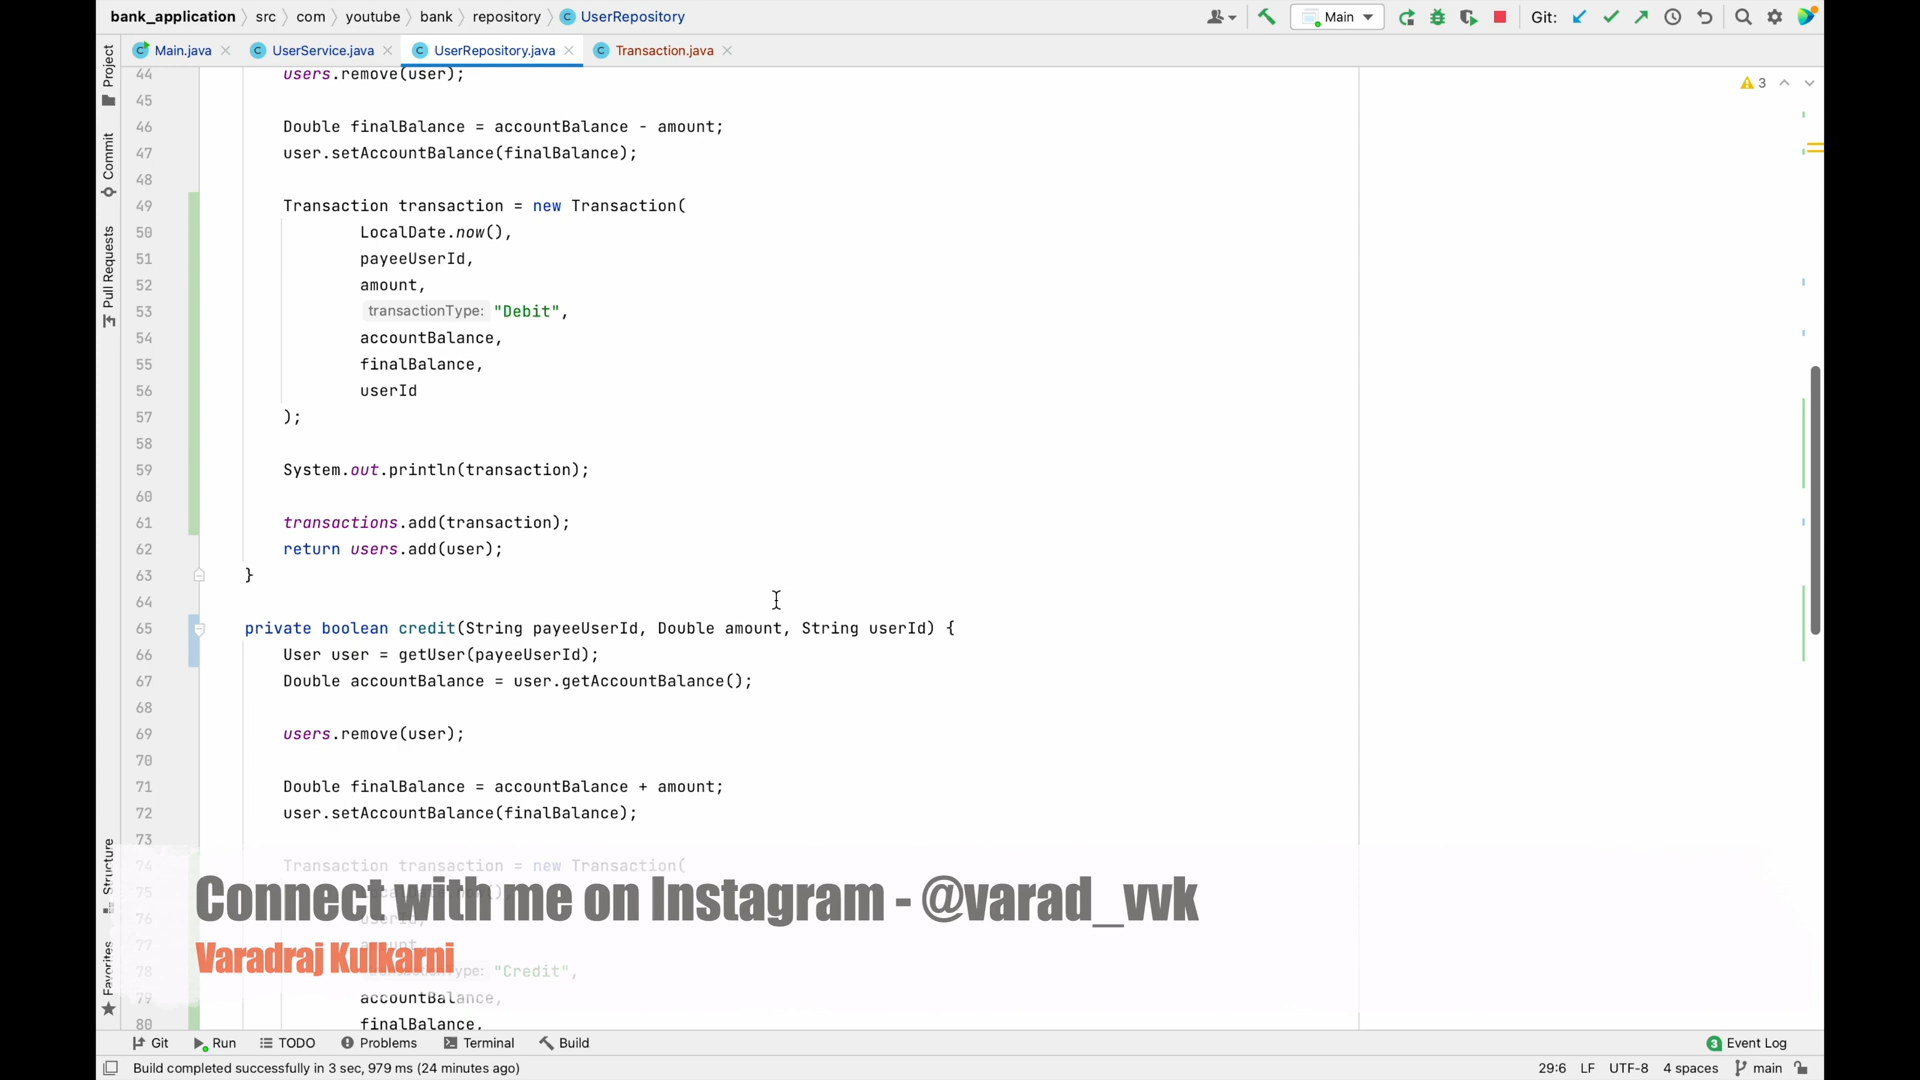 bank_application src com youtube bank repository UserRepository
Main Git:
Main.java UserService.java UserRepository.java Transaction.java
Project
Commit
Pull Requests
Structure
Favorites
3
44 users.remove(user);
45
46 Double finalBalance = accountBalance - amount;
47 user.setAccountBalance(finalBalance);
48
49 Transaction transaction = new Transaction(
50 LocalDate.now(),
51 payeeUserId,
52 amount,
53 transactionType: "Debit",
54 accountBalance,
55 finalBalance,
56 userId
57 );
58
59 System.out.println(transaction);
60
61 transactions.add(transaction);
62 return users.add(user);
63 }
64
65 private boolean credit(String payeeUserId, Double amount, String userId) {
66 User user = getUser(payeeUserId);
67 Double accountBalance = user.getAccountBalance();
68
69 users.remove(user);
70
71 Double finalBalance = accountBalance + amount;
72 user.setAccountBalance(finalBalance);
73
74 Transaction transaction = new Transaction(
75
Connect with me on Instagram - @varad_vvk
76
77
Varadraj Kulkarni
78 "Credit",
79 accountBalance,
80 finalBalance,
Git Run TODO Problems Terminal Build 3 Event Log
Build completed successfully in 3 sec, 979 ms (24 minutes ago) 29:6 LF UTF-8 4 spaces main